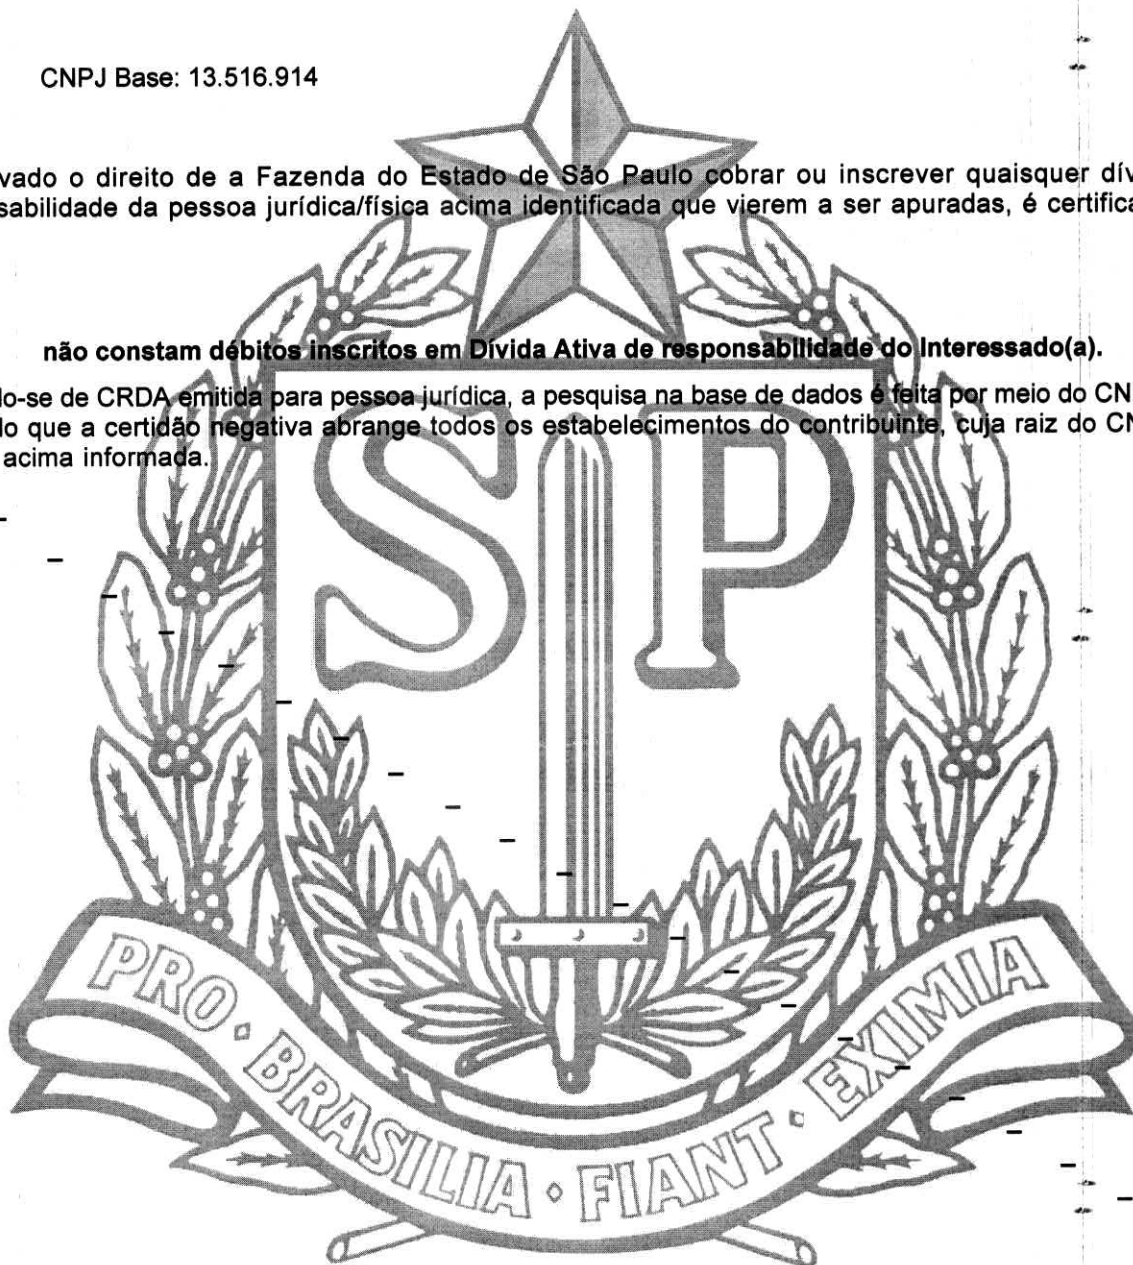 CNPJ Base: 13.516.914
vado o direito de a Fazenda do Estado de São Paulo cobrar ou inscrever quaisquer dív
sabilidade da pessoa jurídica/física acima identificada que vierem a ser apuradas, é certifica
não constam débitos inscritos em Dívida Ativa de responsabilidade do Interessado(a).
do-se de CRDA emitida para pessoa jurídica, a pesquisa na base de dados é feita por meio do CN
do que a certidão negativa abrange todos os estabelecimentos do contribuinte, cuja raiz do CN
acima informada.
SP
PRO · BRASILIA · FIANT · EXIMIA